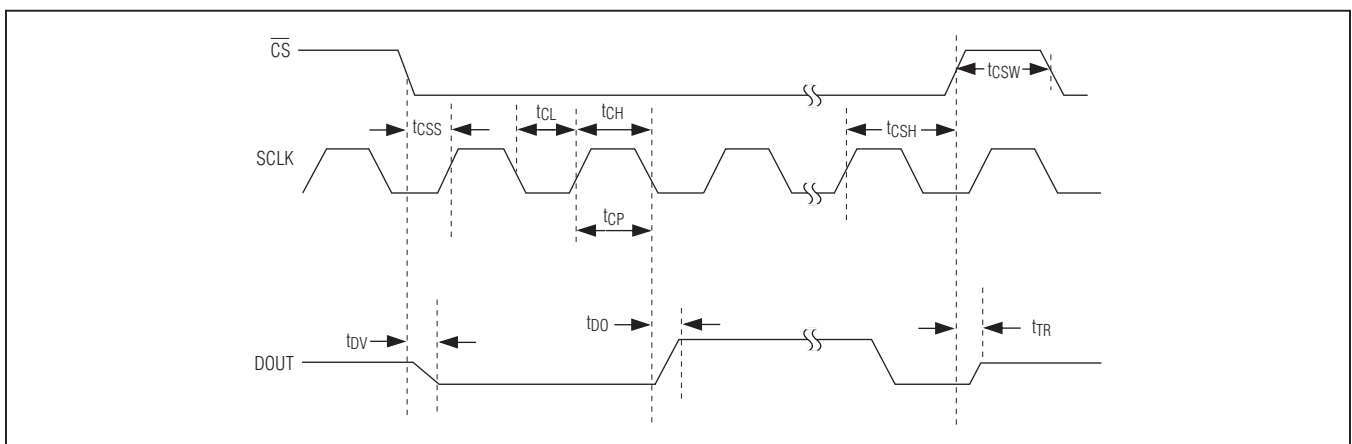 CS
tCSW
tCSS
tCL
tCH
tCSH
SCLK
tCP
tDV
tDO
tTR
DOUT